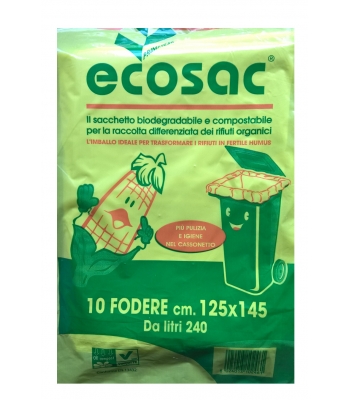 ecosac®
Il sacchetto biodegradabile e compostabile
per la raccolta differenziata dei rifiuti organici
L'IMBALLO IDEALE PER TRASFORMARE I RIFIUTI IN FERTILE HUMUS
PIÙ PULIZIA
E IGIENE
NEL CASSONETTO
10 FODERE cm. 125x145
Da litri 240